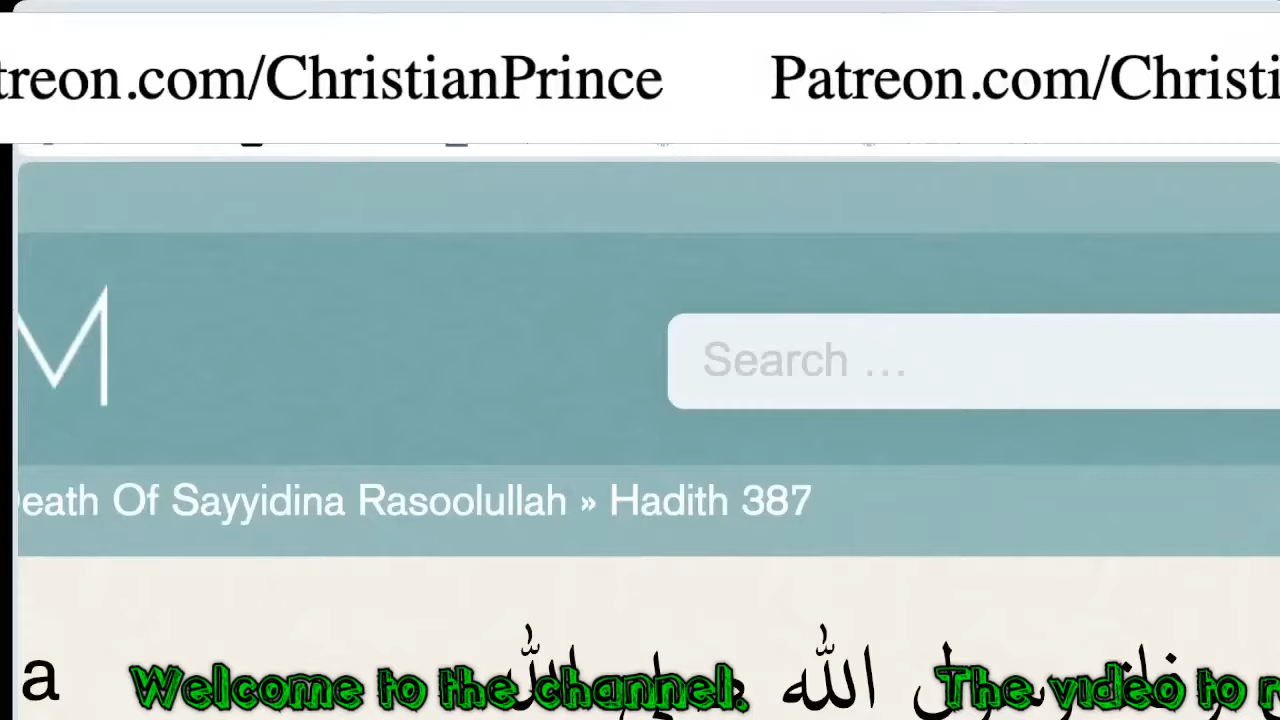 treon.com/ChristianPrince Patreon.com/Christi
M
Search ...
eath Of Sayyidina Rasoolullah » Hadith 387
a Welcome to the channel. الله رسول The video to